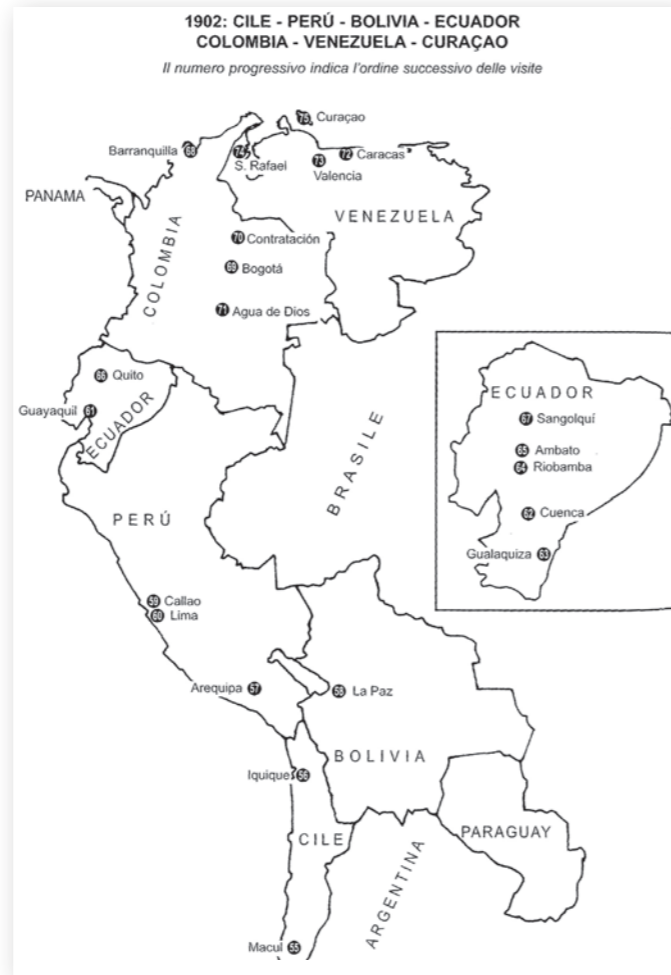 1902: CILE - PERÚ - BOLIVIA - ECUADOR
COLOMBIA - VENEZUELA - CURAÇAO
Il numero progressivo indica l'ordine successivo delle visite
75 Curaçao
Barranquilla 68
74 S. Rafael
73 Valencia
72 Caracas
PANAMA
VENEZUELA
COLOMBIA
70 Contratación
69 Bogotá
71 Agua de Dios
66 Quito
Guayaquil 61
ECUADOR
BRASILE
ECUADOR
67 Sangolquí
65 Ambato
64 Riobamba
62 Cuenca
Gualaquiza 63
PERÚ
59 Callao
60 Lima
Arequipa 57
58 La Paz
BOLIVIA
Iquique 56
CILE
PARAGUAY
ARGENTINA
Macul 55